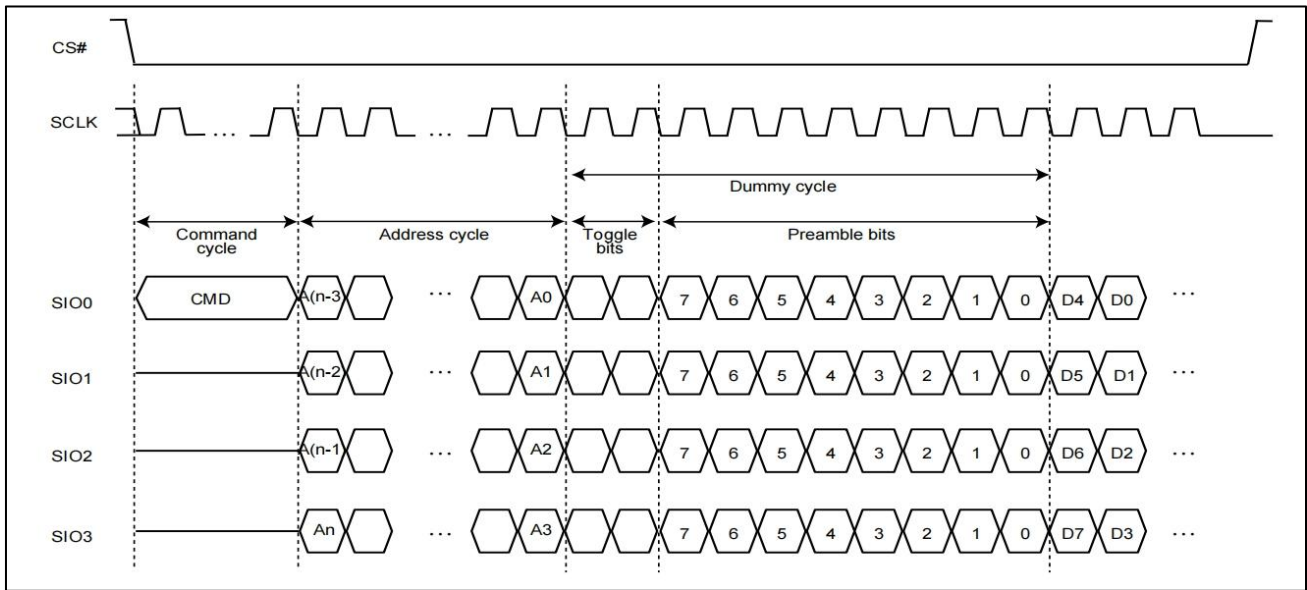 CS#
SCLK ... ...
Dummy cycle
Command cycle Address cycle Toggle bits Preamble bits
SIO0 CMD A(n-3 ... A0 7 6 5 4 3 2 1 0 D4 D0 ...
SIO1 A(n-2 ... A1 7 6 5 4 3 2 1 0 D5 D1 ...
SIO2 A(n-1 ... A2 7 6 5 4 3 2 1 0 D6 D2 ...
SIO3 An ... A3 7 6 5 4 3 2 1 0 D7 D3 ...